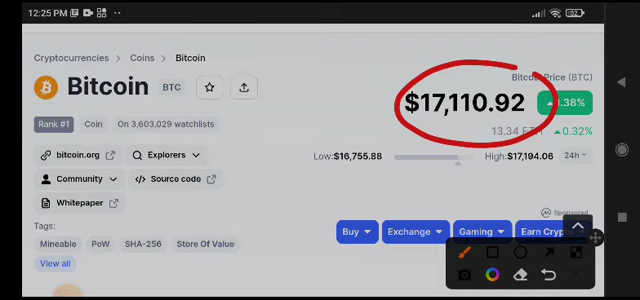 12:25 PM
Cryptocurrencies > Coins > Bitcoin
Bitcoin BTC
Bitcoin Price (BTC)
$17,110.92
1.38%
Rank #1 Coin On 3,603,029 watchlists
13.34 ETH 0.32%
bitcoin.org Explorers
Low:$16,755.88 High:$17,194.06 24h
Community Source code
Whitepaper
Sponsored
Tags:
Buy Exchange Gaming Earn Cryp
Mineable PoW SHA-256 Store Of Value
View all